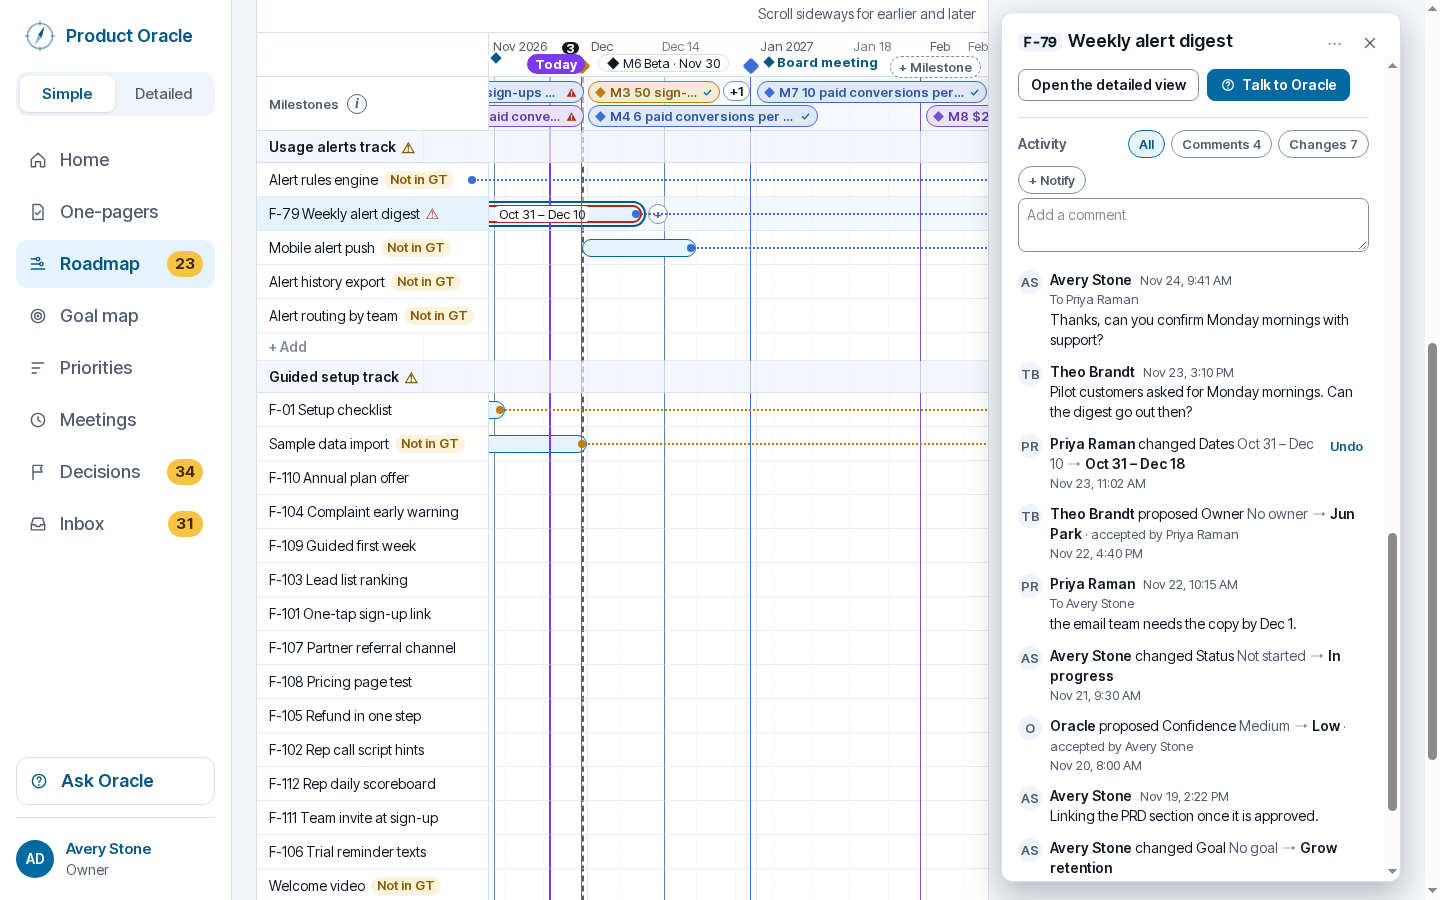 Product Oracle
Simple
Detailed
Home
One-pagers
Roadmap
23
Goal map
Priorities
Meetings
Decisions
34
Inbox
31
Ask Oracle
AD
Avery Stone
Owner
Scroll sideways for earlier and later
Nov 2026
3
Dec
Dec 14
Jan 2027
Jan 18
Feb
Feb
Today
M6 Beta · Nov 30
Board meeting
+ Milestone
Milestones
i
sign-ups ...
M3 50 sign-...
+1
M7 10 paid conversions per...
aid conve...
M4 6 paid conversions per ...
M8 $2
Usage alerts track
Alert rules engine Not in GT
F-79 Weekly alert digest
Oct 31 – Dec 10
+
Mobile alert push Not in GT
Alert history export Not in GT
Alert routing by team Not in GT
+ Add
Guided setup track
F-01 Setup checklist
Sample data import Not in GT
F-110 Annual plan offer
F-104 Complaint early warning
F-109 Guided first week
F-103 Lead list ranking
F-101 One-tap sign-up link
F-107 Partner referral channel
F-108 Pricing page test
F-105 Refund in one step
F-102 Rep call script hints
F-112 Rep daily scoreboard
F-111 Team invite at sign-up
F-106 Trial reminder texts
Welcome video Not in GT
F-79 Weekly alert digest
...
Open the detailed view
Talk to Oracle
Activity
All
Comments 4
Changes 7
+ Notify
Add a comment
AS
Avery Stone Nov 24, 9:41 AM
To Priya Raman
Thanks, can you confirm Monday mornings with
support?
TB
Theo Brandt Nov 23, 3:10 PM
Pilot customers asked for Monday mornings. Can
the digest go out then?
PR
Priya Raman changed Dates Oct 31 – Dec
10 → Oct 31 – Dec 18
Undo
Nov 23, 11:02 AM
TB
Theo Brandt proposed Owner No owner → Jun
Park · accepted by Priya Raman
Nov 22, 4:40 PM
PR
Priya Raman Nov 22, 10:15 AM
To Avery Stone
the email team needs the copy by Dec 1.
AS
Avery Stone changed Status Not started → In
progress
Nov 21, 9:30 AM
O
Oracle proposed Confidence Medium → Low ·
accepted by Avery Stone
Nov 20, 8:00 AM
AS
Avery Stone Nov 19, 2:22 PM
Linking the PRD section once it is approved.
AS
Avery Stone changed Goal No goal → Grow
retention